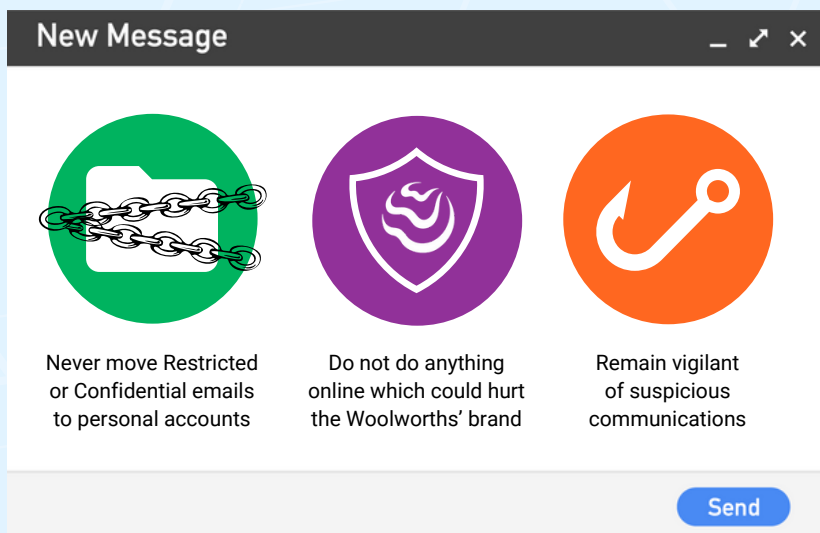 New Message
Never move Restricted
or Confidential emails
to personal accounts
Do not do anything
online which could hurt
the Woolworths’ brand
Remain vigilant
of suspicious
communications
Send